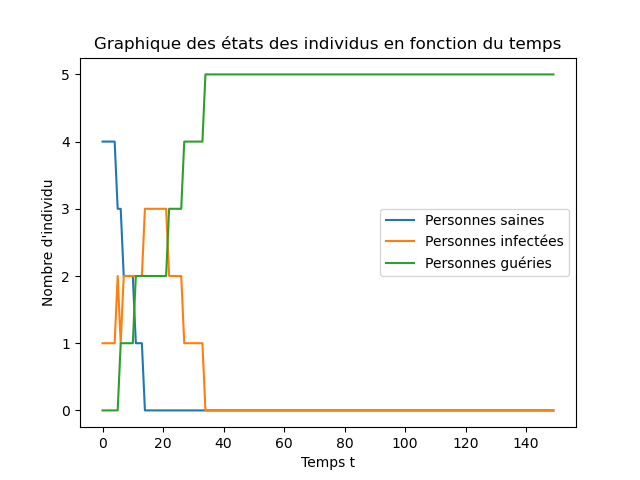 Graphique des états des individus en fonction du temps
Nombre d'individu
5
4
3
2
1
0
Personnes saines
Personnes infectées
Personnes guéries
0 20 40 60 80 100 120 140
Temps t